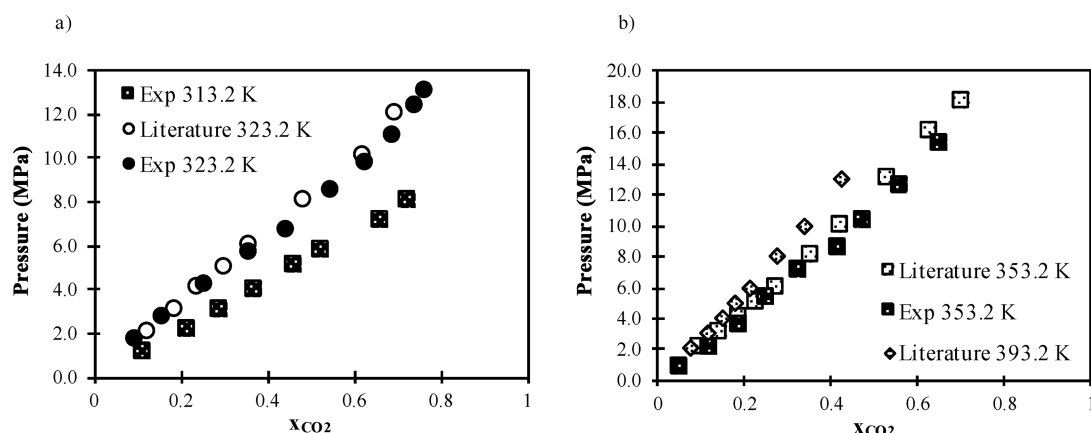 a)
14.0
12.0
10.0
8.0
6.0
4.0
2.0
0.0
Pressure (MPa)
Exp 313.2 K
Literature 323.2 K
Exp 323.2 K
0 0.2 0.4 0.6 0.8 1
xCO2
b)
20.0
18.0
16.0
14.0
12.0
10.0
8.0
6.0
4.0
2.0
0.0
Pressure (MPa)
Literature 353.2 K
Exp 353.2 K
Literature 393.2 K
0 0.2 0.4 0.6 0.8 1
xCO2